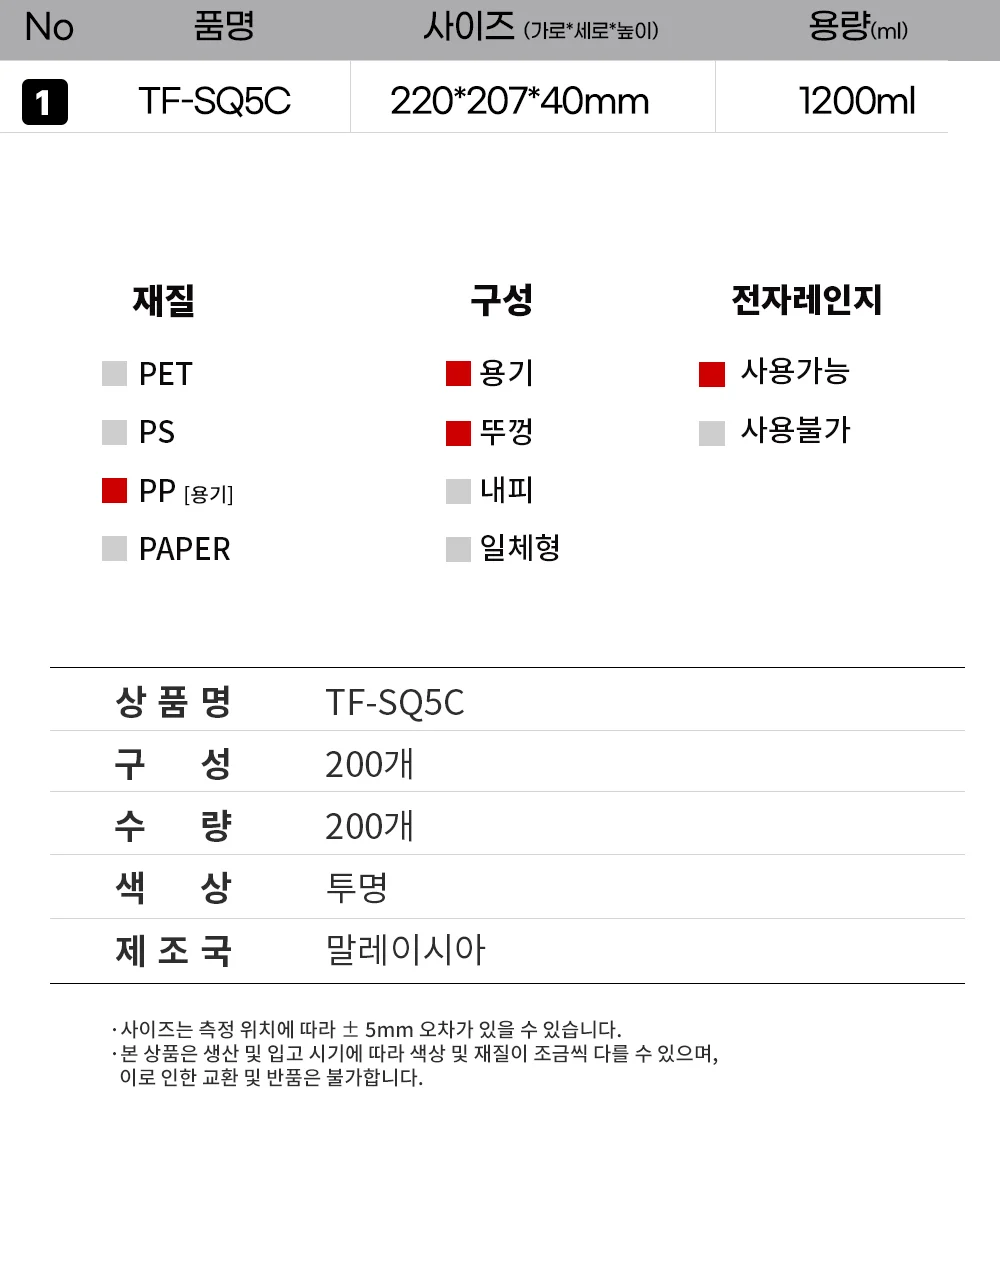 No 품명 사이즈 (가로*세로*높이) 용량(ml)
1 TF-SQ5C 220*207*40mm 1200ml
재질 구성 전자레인지
PET 용기 사용가능
PS 뚜껑 사용불가
PP [용기] 내피
PAPER 일체형
상품명 TF-SQ5C
구성 200개
수량 200개
색상 투명
제조국 말레이시아
·사이즈는 측정 위치에 따라 ± 5mm 오차가 있을 수 있습니다.
·본 상품은 생산 및 입고 시기에 따라 색상 및 재질이 조금씩 다를 수 있으며,
이로 인한 교환 및 반품은 불가합니다.